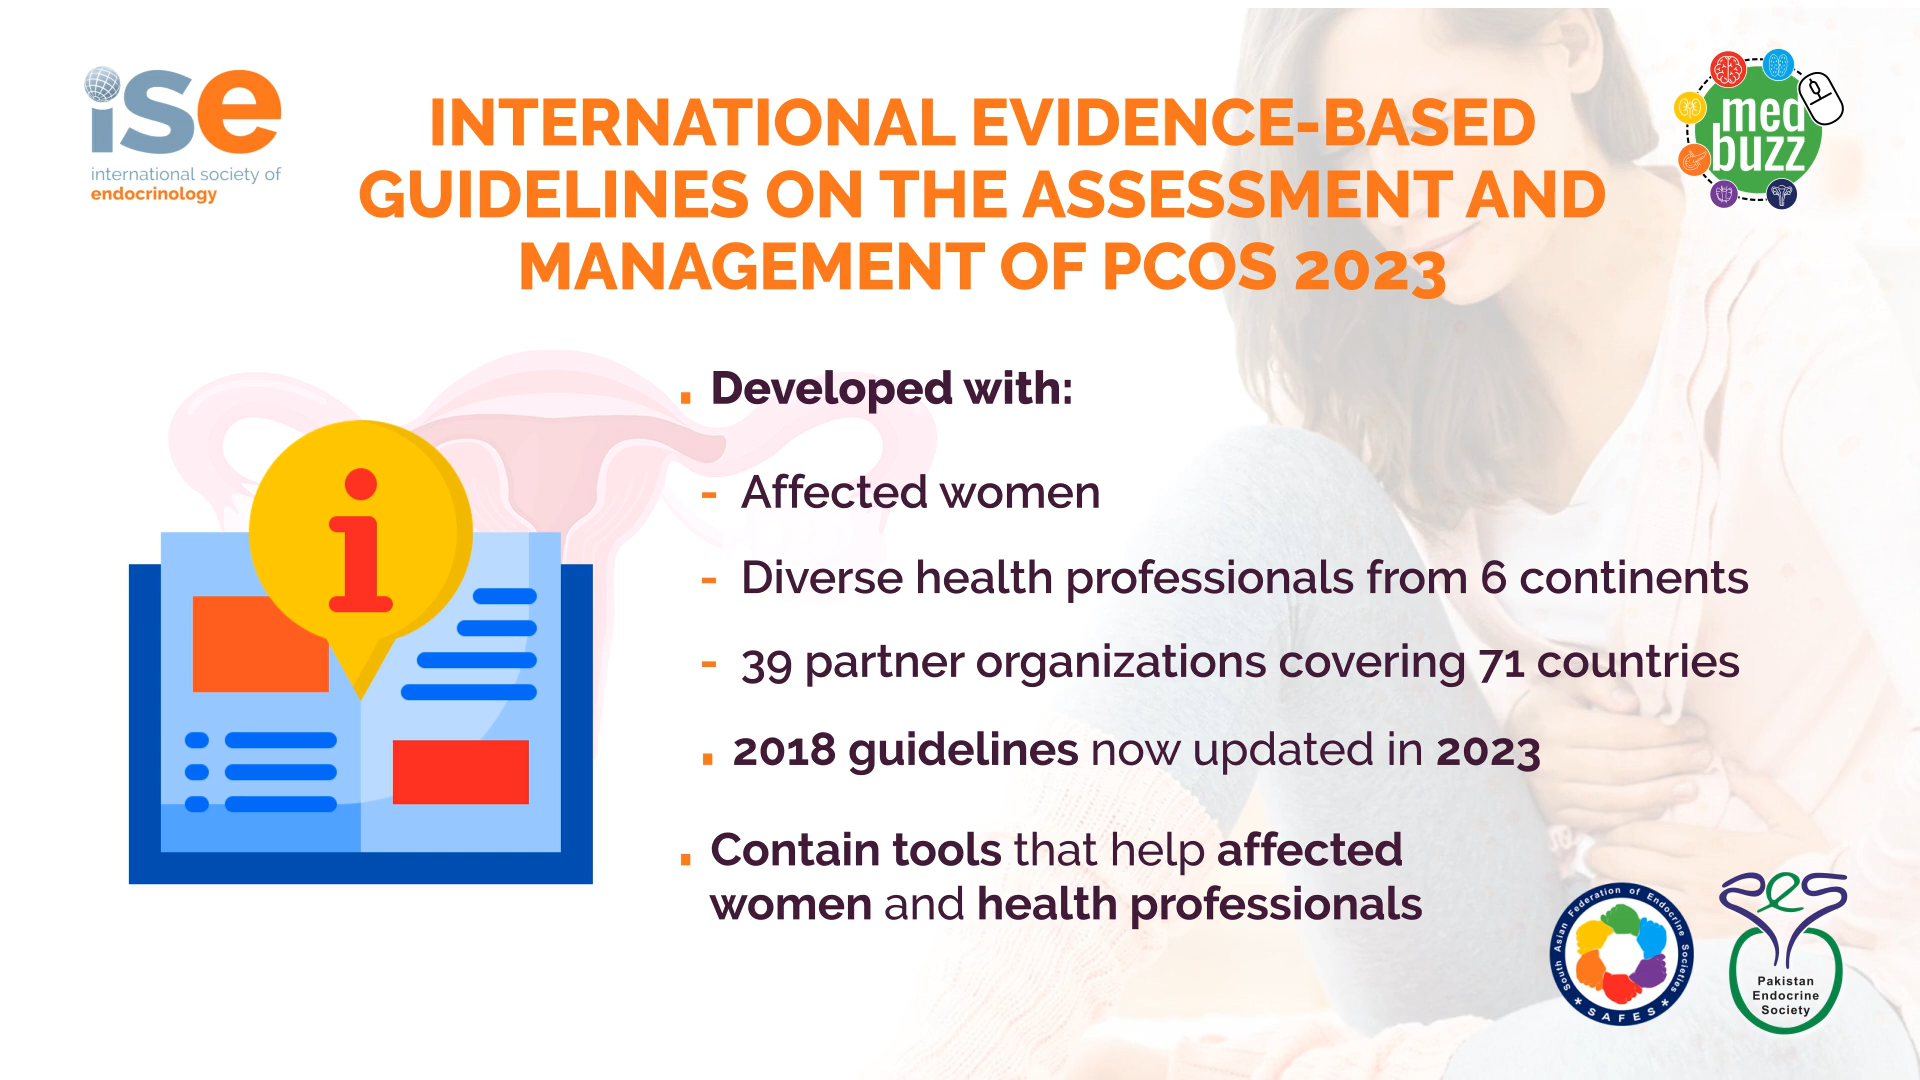 ise
international society of
endocrinology
INTERNATIONAL EVIDENCE-BASED
GUIDELINES ON THE ASSESSMENT AND
MANAGEMENT OF PCOS 2023
med
buzz
i
Developed with:
- Affected women
- Diverse health professionals from 6 continents
- 39 partner organizations covering 71 countries
2018 guidelines now updated in 2023
Contain tools that help affected
women and health professionals
South Asian Federation of Endocrine Societies
* SAFES *
PES
Pakistan
Endocrine
Society